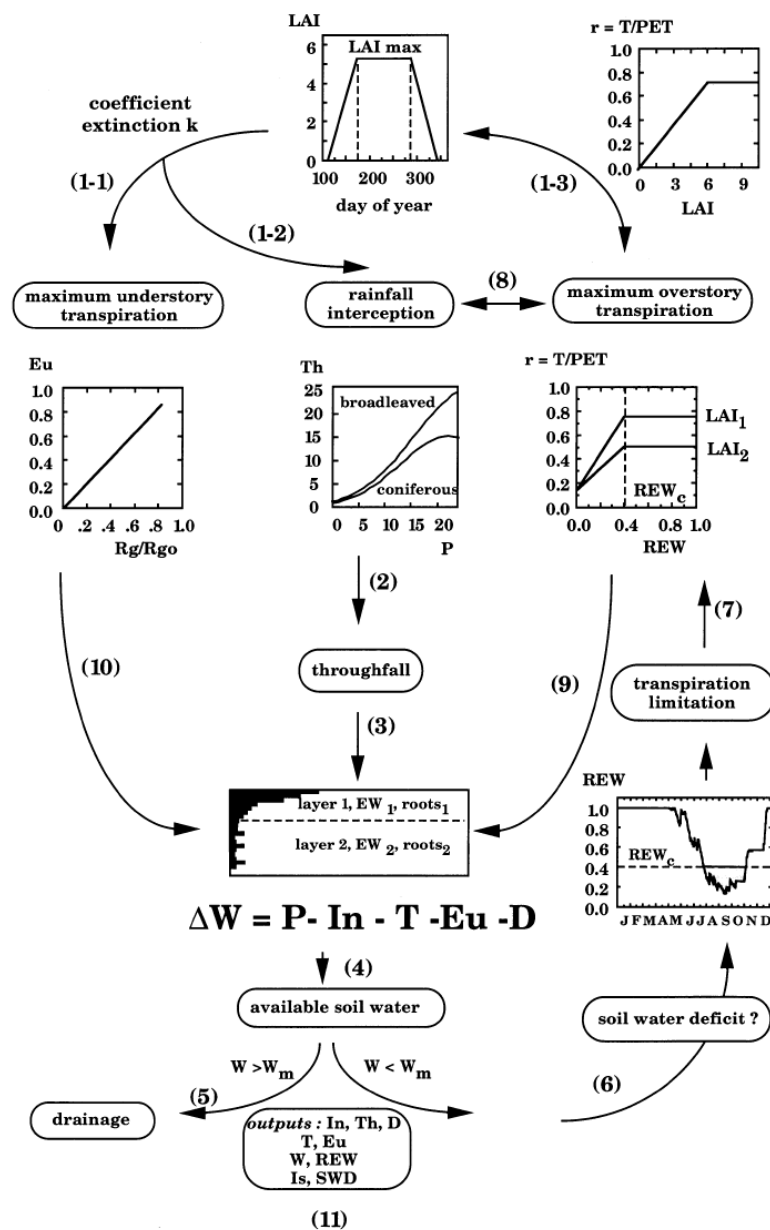 LAI
6
4
2
0
LAI max
100 200 300
day of year
r = T/PET
1.0
0.8
0.6
0.4
0.2
0.0
0 3 6 9
LAI
coefficient
extinction k
(1-1)
(1-2)
(1-3)
maximum understory
transpiration
rainfall
interception
(8)
maximum overstory
transpiration
Eu
1.0
0.8
0.6
0.4
0.2
0.0
0 .2 .4 .6 .8 1.0
Rg/Rgo
Th
25
20
15
10
5
0
broadleaved
coniferous
0 5 10 15 20
P
r = T/PET
1.0
0.8
0.6
0.4
0.2
0.0
LAI1
LAI2
REWc
0.0 0.4 0.8 1.0
REW
(2)
(7)
throughfall
transpiration
limitation
(10)
(9)
(3)
layer 1, EW 1, roots1
layer 2, EW 2, roots2
REW
1.0
0.8
0.6
0.4
0.2
0.0
REWc
J F M A M J J A S O N D
ΔW = P- In - T -Eu -D
(4)
available soil water
soil water deficit ?
W >Wm
W < Wm
(5)
(6)
drainage
outputs : In, Th, D
T, Eu
W, REW
Is, SWD
(11)